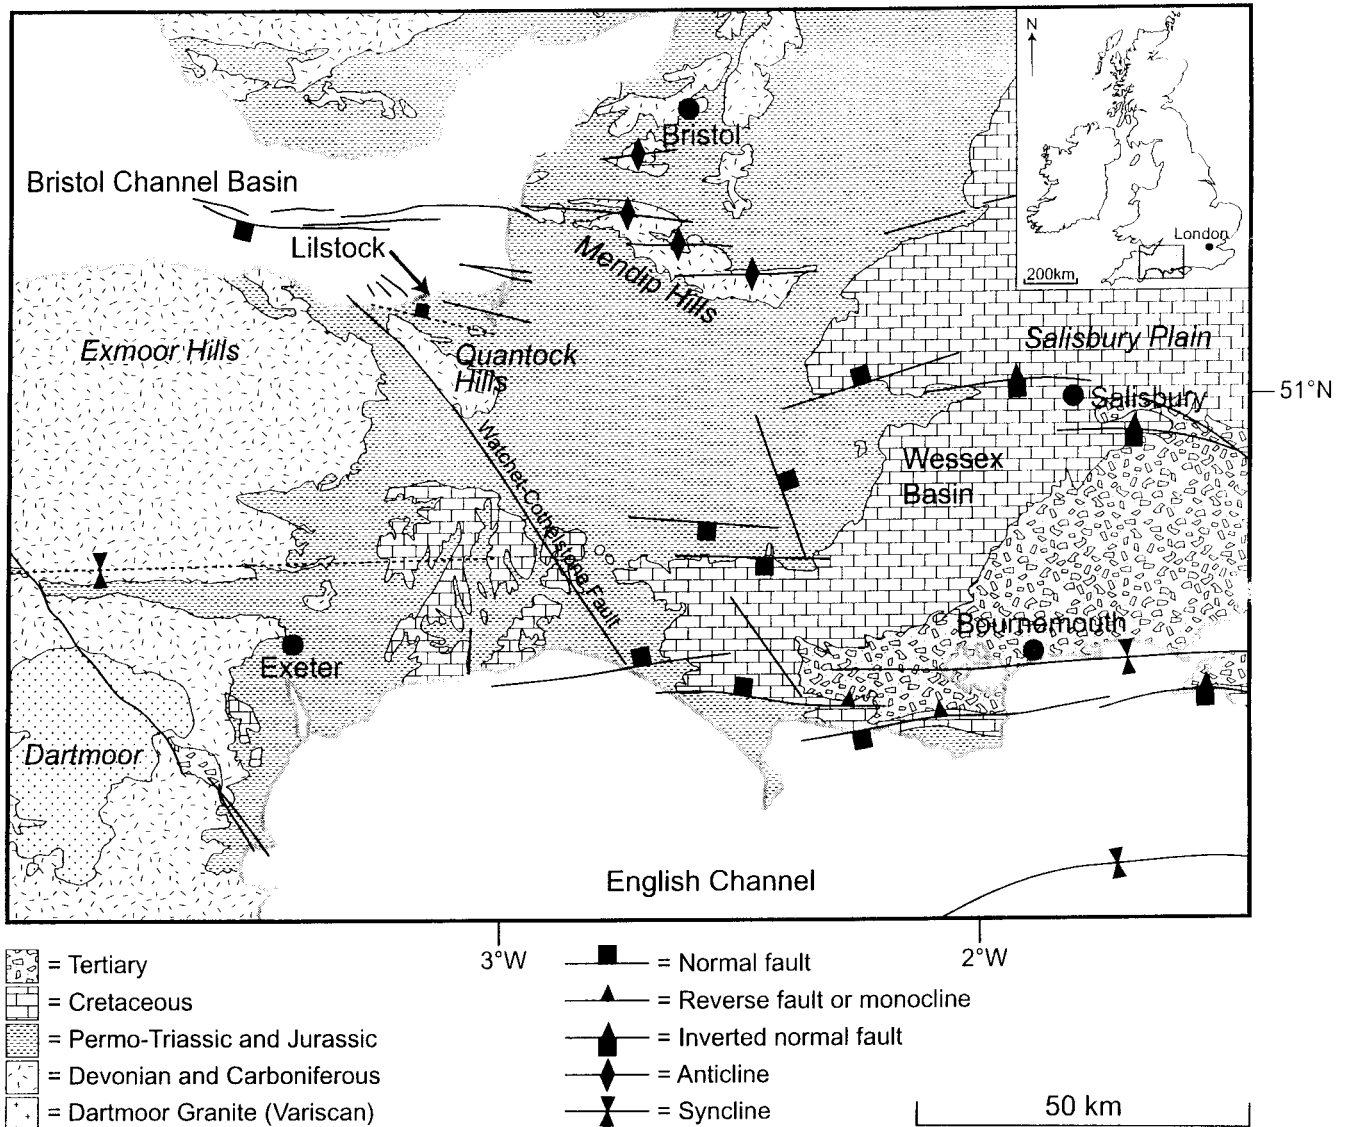 N
London
200km
Bristol
Bristol Channel Basin
Lilstock
Mendip Hills
Exmoor Hills
Quantock
Hills
Salisbury Plain
51°N
Salisbury
Watchet-Cothelstone Fault
Wessex
Basin
Bournemouth
Exeter
Dartmoor
English Channel
3°W
2°W
= Tertiary
= Cretaceous
= Permo-Triassic and Jurassic
= Devonian and Carboniferous
= Dartmoor Granite (Variscan)
= Normal fault
= Reverse fault or monocline
= Inverted normal fault
= Anticline
= Syncline
50 km